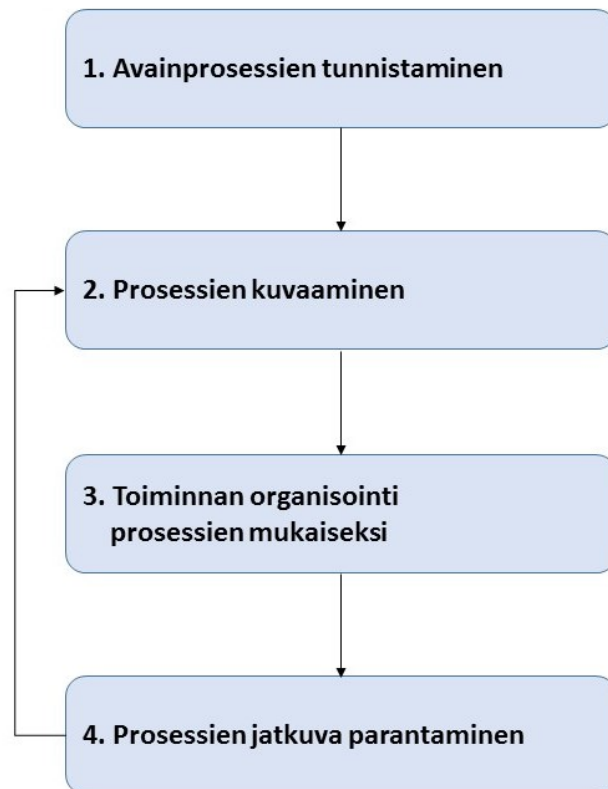 1. Avainprosessien tunnistaminen
2. Prosessien kuvaaminen
3. Toiminnan organisointi
prosessien mukaiseksi
4. Prosessien jatkuva parantaminen